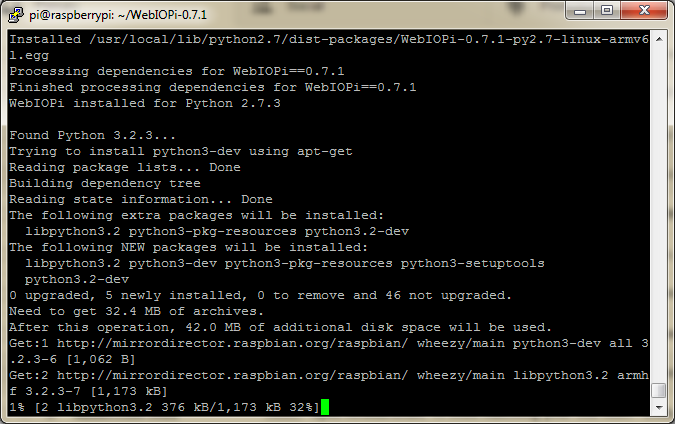 pi@raspberrypi: ~/WebIOPi-0.7.1
Installed /usr/local/lib/python2.7/dist-packages/WebIOPi-0.7.1-py2.7-linux-armv6
l.egg
Processing dependencies for WebIOPi==0.7.1
Finished processing dependencies for WebIOPi==0.7.1
WebIOPi installed for Python 2.7.3
Found Python 3.2.3...
Trying to install python3-dev using apt-get
Reading package lists... Done
Building dependency tree
Reading state information... Done
The following extra packages will be installed:
libpython3.2 python3-pkg-resources python3.2-dev
The following NEW packages will be installed:
libpython3.2 python3-dev python3-pkg-resources python3-setuptools
python3.2-dev
0 upgraded, 5 newly installed, 0 to remove and 46 not upgraded.
Need to get 32.4 MB of archives.
After this operation, 42.0 MB of additional disk space will be used.
Get:1 http://mirrordirector.raspbian.org/raspbian/ wheezy/main python3-dev all 3
.2.3-6 [1,062 B]
Get:2 http://mirrordirector.raspbian.org/raspbian/ wheezy/main libpython3.2 armh
f 3.2.3-7 [1,173 kB]
1% [2 libpython3.2 376 kB/1,173 kB 32%]